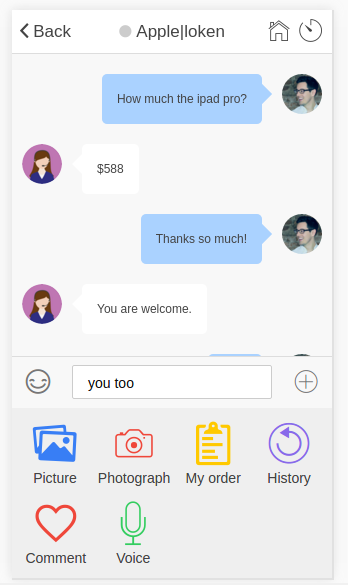 Back
Apple|loken
How much the ipad pro?
$588
Thanks so much!
You are welcome.
you too
Picture
Photograph
My order
History
Comment
Voice